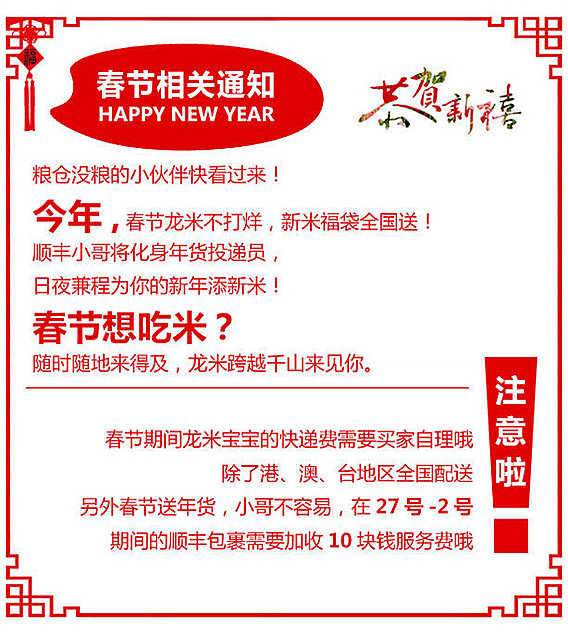 春节相关通知
HAPPY NEW YEAR
恭贺新禧
粮仓没粮的小伙伴快看过来！
今年，春节龙米不打烊，新米福袋全国送！
顺丰小哥将化身年货投递员，
日夜兼程为你的新年添新米！
春节想吃米？
随时随地来得及，龙米跨越千山来见你。
注意啦
春节期间龙米宝宝的快递费需要买家自理哦
除了港、澳、台地区全国配送
另外春节送年货，小哥不容易，在 27 号 -2 号
期间的顺丰包裹需要加收 10 块钱服务费哦